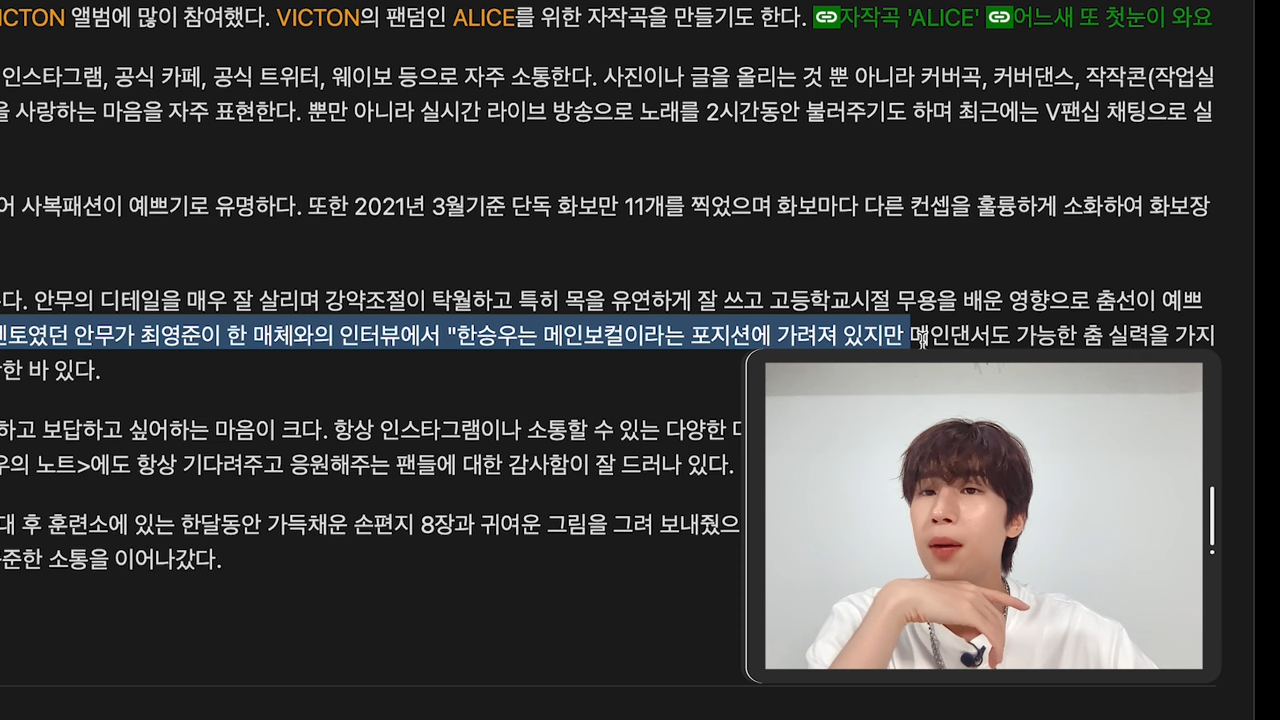 ICTON 앨범에 많이 참여했다. VICTON의 팬덤인 ALICE를 위한 자작곡을 만들기도 한다. 자작곡 'ALICE' 어느새 또 첫눈이 와요
인스타그램, 공식 카페, 공식 트위터, 웨이보 등으로 자주 소통한다. 사진이나 글을 올리는 것 뿐 아니라 커버곡, 커버댄스, 작작콘(작업실
을 사랑하는 마음을 자주 표현한다. 뿐만 아니라 실시간 라이브 방송으로 노래를 2시간동안 불러주기도 하며 최근에는 V팬십 채팅으로 실
어 사복패션이 예쁘기로 유명하다. 또한 2021년 3월기준 단독 화보만 11개를 찍었으며 화보마다 다른 컨셉을 훌륭하게 소화하여 화보장
다. 안무의 디테일을 매우 잘 살리며 강약조절이 탁월하고 특히 목을 유연하게 잘 쓰고 고등학교시절 무용을 배운 영향으로 춤선이 예쁘
멘토였던 안무가 최영준이 한 매체와의 인터뷰에서 "한승우는 메인보컬이라는 포지션에 가려져 있지만 메인댄서도 가능한 춤 실력을 가지
한 바 있다.
하고 보답하고 싶어하는 마음이 크다. 항상 인스타그램이나 소통할 수 있는 다양한
우의 노트>에도 항상 기다려주고 응원해주는 팬들에 대한 감사함이 잘 드러나 있다.
대 후 훈련소에 있는 한달동안 가득채운 손편지 8장과 귀여운 그림을 그려 보내줬으
준한 소통을 이어나갔다.